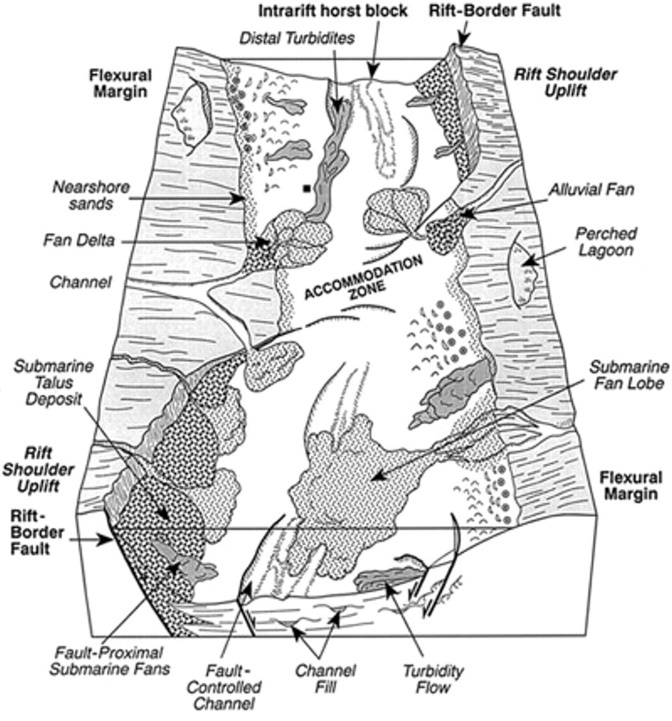 Intrarift horst block
Rift-Border Fault
Distal Turbidites
Flexural
Margin
Rift Shoulder
Uplift
Nearshore
sands
Alluvial Fan
Fan Delta
Perched
Lagoon
ACCOMMODATION
ZONE
Channel
Submarine
Talus
Deposit
Submarine
Fan Lobe
Rift
Shoulder
Uplift
Flexural
Margin
Rift-
Border
Fault
Fault-Proximal
Submarine Fans
Fault-
Controlled
Channel
Channel
Fill
Turbidity
Flow